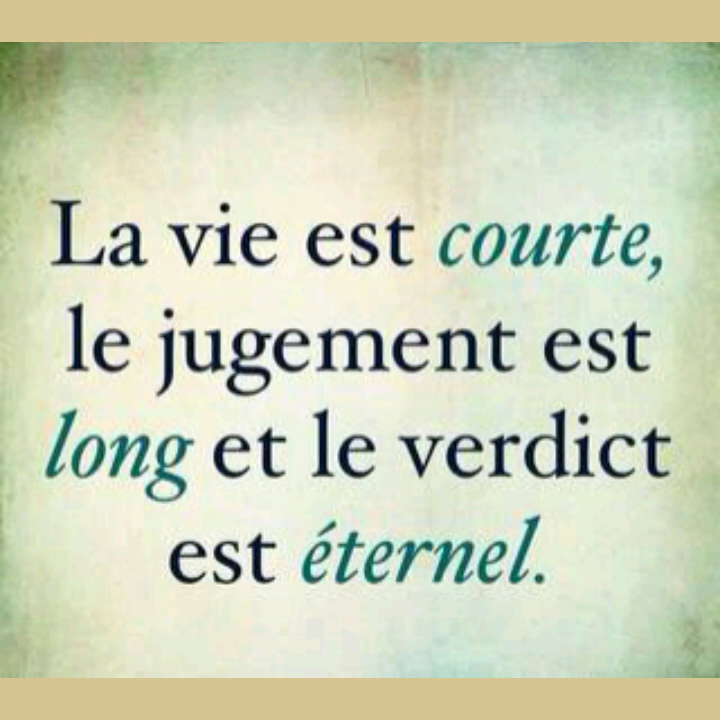 La vie est courte,
le jugement est
long et le verdict
est éternel.